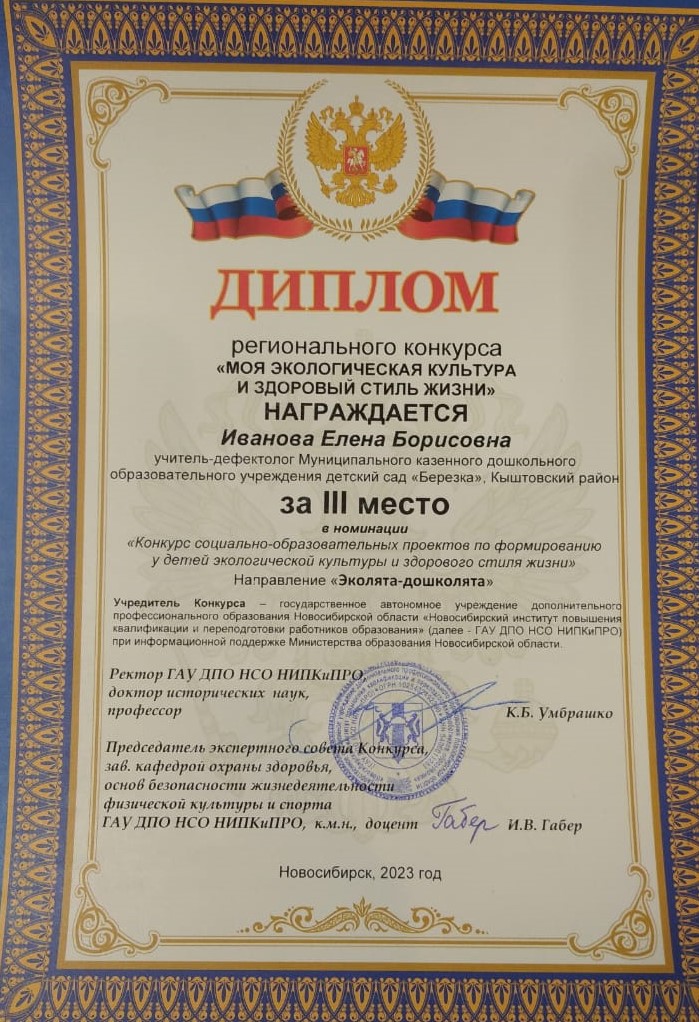 ДИПЛОМ
регионального конкурса
«МОЯ ЭКОЛОГИЧЕСКАЯ КУЛЬТУРА
И ЗДОРОВЫЙ СТИЛЬ ЖИЗНИ»
НАГРАЖДАЕТСЯ
Иванова Елена Борисовна
учитель-дефектолог Муниципального казенного дошкольного
образовательного учреждения детский сад «Березка», Кыштовский район
за III место
в номинации
«Конкурс социально-образовательных проектов по формированию
у детей экологической культуры и здорового стиля жизни»
Направление «Эколята-дошколята»
Учредитель Конкурса – государственное автономное учреждение дополнительного
профессионального образования Новосибирской области «Новосибирский институт повышения
квалификации и переподготовки работников образования» (далее - ГАУ ДПО НСО НИПКиПРО)
при информационной поддержке Министерства образования Новосибирской области.
Ректор ГАУ ДПО НСО НИПКиПРО,
доктор исторических наук,
профессор К.Б. Умбрашко
Председатель экспертного совета Конкурса,
зав. кафедрой охраны здоровья,
основ безопасности жизнедеятельности
физической культуры и спорта
ГАУ ДПО НСО НИПКиПРО, к.м.н., доцент Габер И.В. Габер
Новосибирск, 2023 год